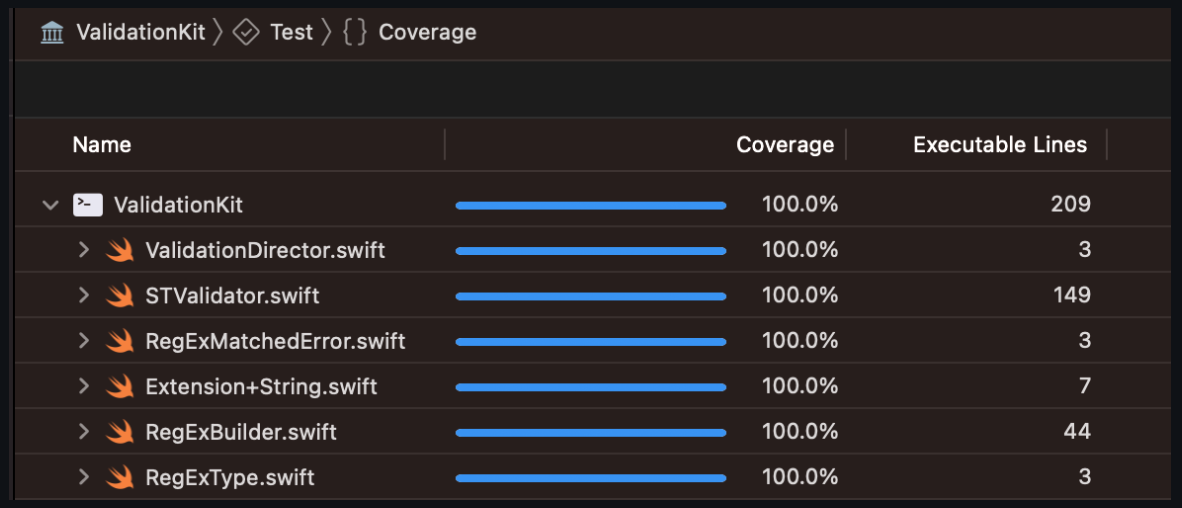 ValidationKit Test {} Coverage
Name Coverage Executable Lines
ValidationKit 100.0% 209
ValidationDirector.swift 100.0% 3
STValidator.swift 100.0% 149
RegExMatchedError.swift 100.0% 3
Extension+String.swift 100.0% 7
RegExBuilder.swift 100.0% 44
RegExType.swift 100.0% 3